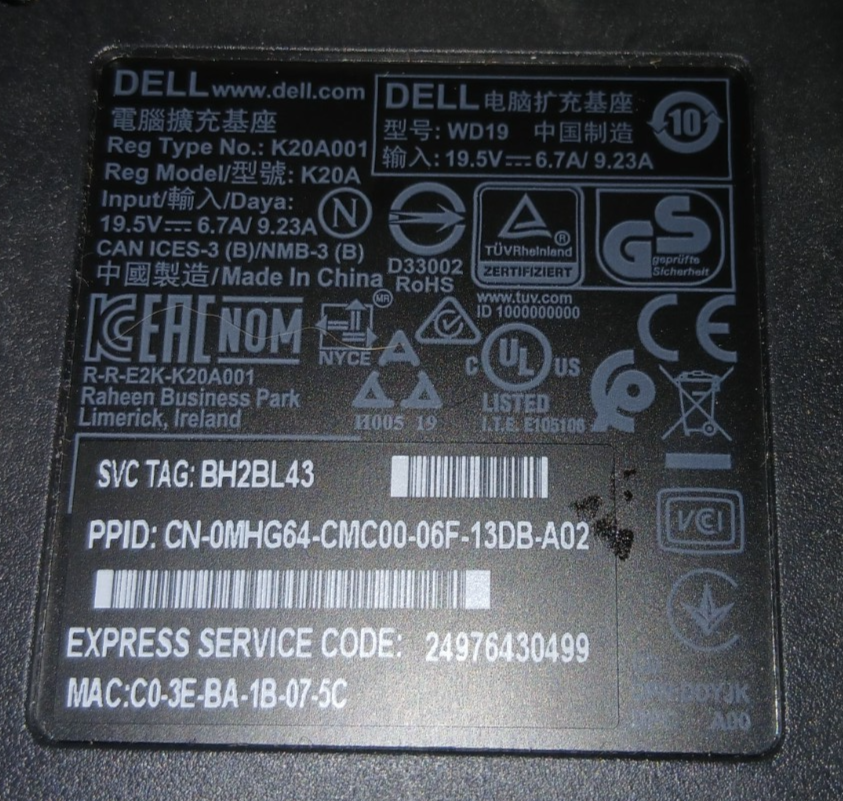 DELL www.dell.com
電腦擴充基座
Reg Type No.: K20A001
Reg Model/型號: K20A
Input/輸入/Daya:
19.5V⎓6.7A/ 9.23A
N
CAN ICES-3 (B)/NMB-3 (B)
中國製造/Made In China
DELL 电脑扩充基座
型号: WD19 中国制造
输入: 19.5V⎓6.7A/ 9.23A
10
D33002
RoHS
TÜVRheinland®
ZERTIFIZIERT
www.tuv.com
ID 1000000000
GS
geprüfte
Sicherheit
KC EAC NOM
NYCE MR
R-R-E2K-K20A001
Raheen Business Park
Limerick, Ireland
И005 19
C UL US
LISTED
I.T.E. E105106
CE
SVC TAG: BH2BL43
PPID: CN-0MHG64-CMC00-06F-13DB-A02
VCI
EXPRESS SERVICE CODE: 24976430499
MAC:C0-3E-BA-1B-07-5C
A00